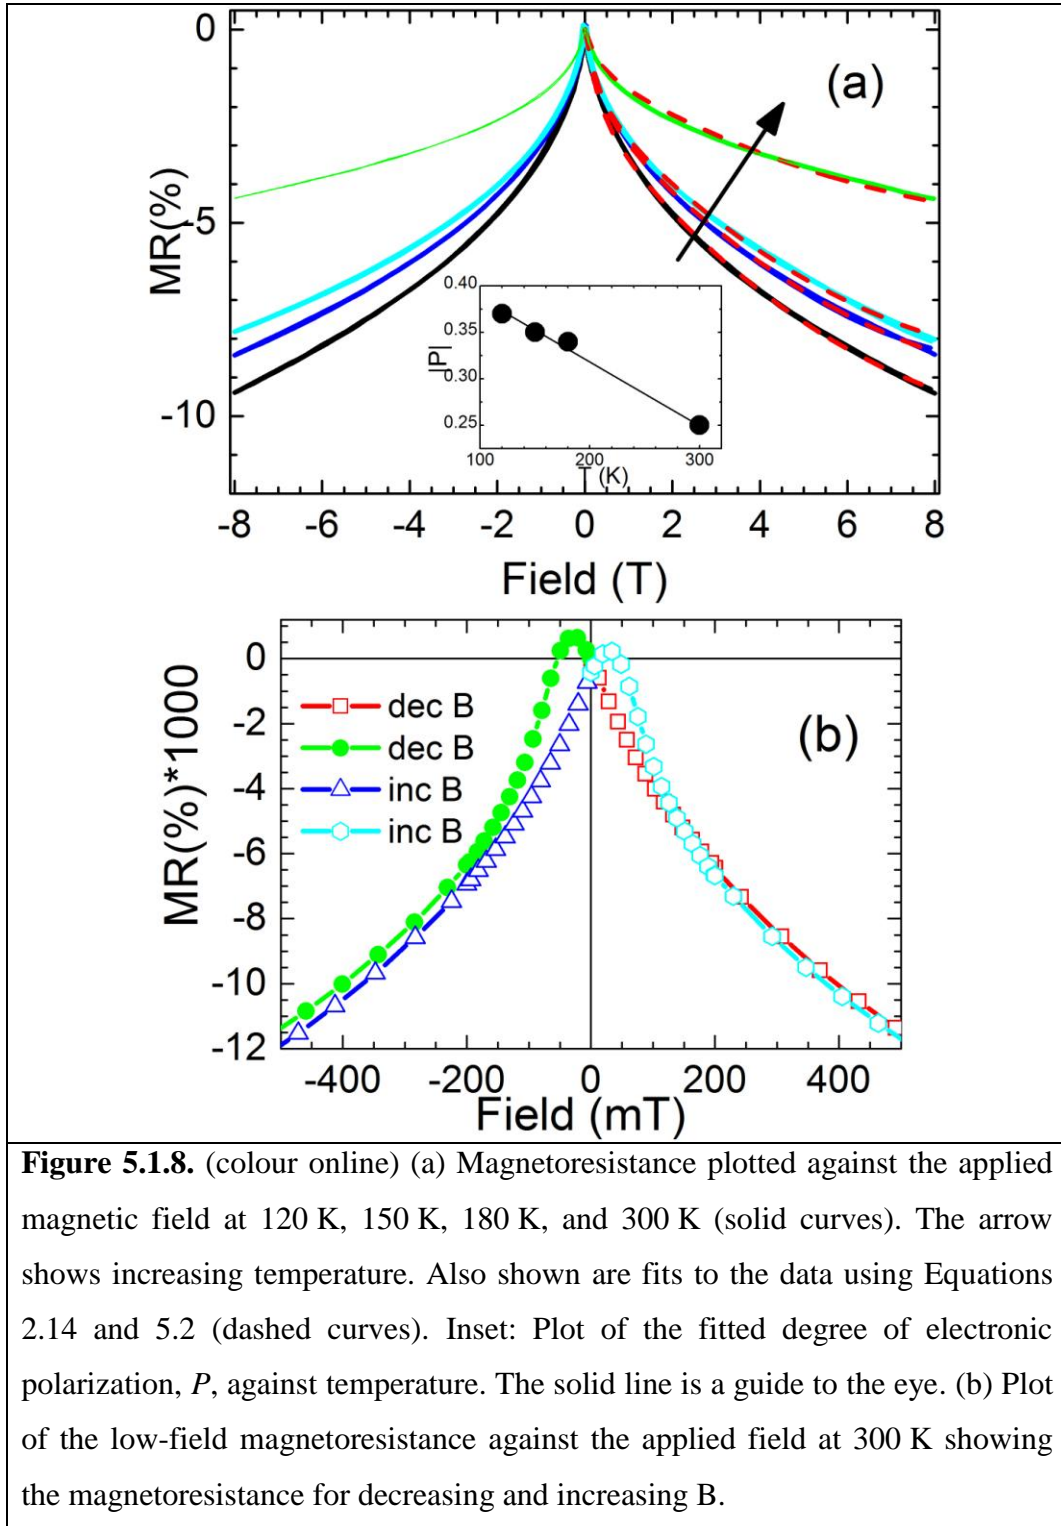 0
-5
-10
MR(%)
(a)
0.40
0.35
0.30
0.25
|P|
100 200 300
T (K)
-8 -6 -4 -2 0 2 4 6 8
Field (T)
0
-2
-4
-6
-8
-10
-12
MR(%)*1000
dec B
dec B
inc B
inc B
(b)
-400 -200 0 200 400
Field (mT)
Figure 5.1.8. (colour online) (a) Magnetoresistance plotted against the applied
magnetic field at 120 K, 150 K, 180 K, and 300 K (solid curves). The arrow
shows increasing temperature. Also shown are fits to the data using Equations
2.14 and 5.2 (dashed curves). Inset: Plot of the fitted degree of electronic
polarization, P, against temperature. The solid line is a guide to the eye. (b) Plot
of the low-field magnetoresistance against the applied field at 300 K showing
the magnetoresistance for decreasing and increasing B.